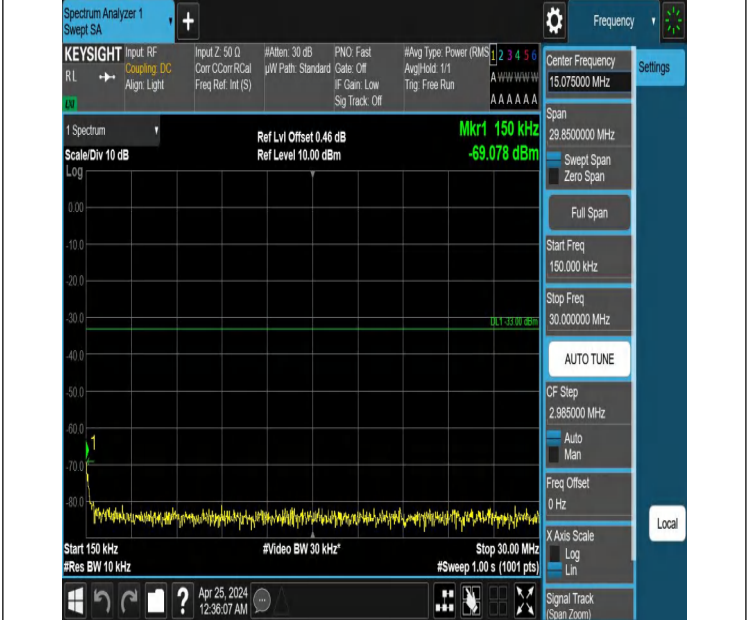 Spectrum Analyzer 1
Swept SA
+
Frequency
KEYSIGHT
RL
LXI
Input: RF
Coupling: DC
Align: Light
Input Z: 50 Ω
Corr CCorr RCal
Freq Ref: Int (S)
#Atten: 30 dB
µW Path: Standard
PNO: Fast
Gate: Off
IF Gain: Low
Sig Track: Off
#Avg Type: Power (RMS
Avg|Hold: 1/1
Trig: Free Run
1 2 3 4 5 6
A W W W W W
A A A A A A
1 Spectrum
Scale/Div 10 dB
Log
Ref Lvl Offset 0.46 dB
Ref Level 10.00 dBm
Mkr1 150 kHz
-69.078 dBm
0.00
-10.0
-20.0
-30.0
-40.0
-50.0
-60.0
-70.0
-80.0
DL1 -33.00 dBm
1
Start 150 kHz
#Res BW 10 kHz
#Video BW 30 kHz*
Stop 30.00 MHz
#Sweep 1.00 s (1001 pts)
?
Apr 25, 2024
12:36:07 AM
Center Frequency
15.075000 MHz
Span
29.8500000 MHz
Swept Span
Zero Span
Full Span
Start Freq
150.000 kHz
Stop Freq
30.000000 MHz
AUTO TUNE
CF Step
2.985000 MHz
Auto
Man
Freq Offset
0 Hz
X Axis Scale
Log
Lin
Signal Track
(Span Zoom)
Settings
Local